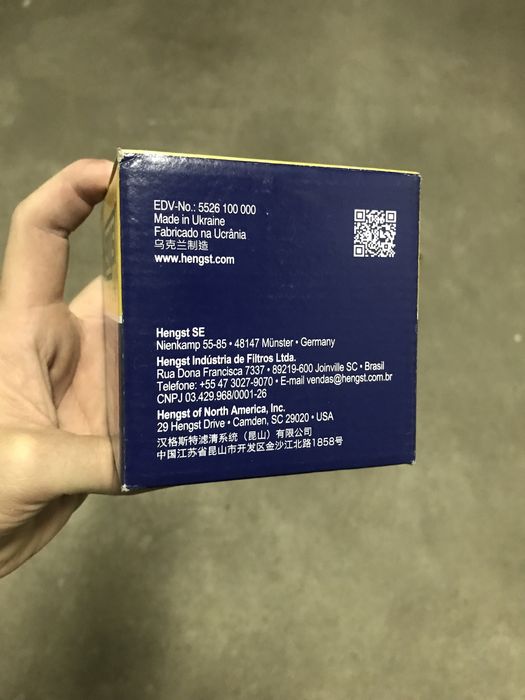 EDV-No.: 5526 100 000
Made in Ukraine
Fabricado na Ucrânia
乌克兰制造
www.hengst.com
Hengst SE
Nienkamp 55-85 • 48147 Münster • Germany
Hengst Indústria de Filtros Ltda.
Rua Dona Francisca 7337 • 89219-600 Joinville SC • Brasil
Telefone: +55 47 3027-9070 • E-mail vendas@hengst.com.br
CNPJ 03.429.968/0001-26
Hengst of North America, Inc.
29 Hengst Drive • Camden, SC 29020 • USA
汉格斯特滤清系统（昆山）有限公司
中国江苏省昆山市开发区金沙江北路1858号